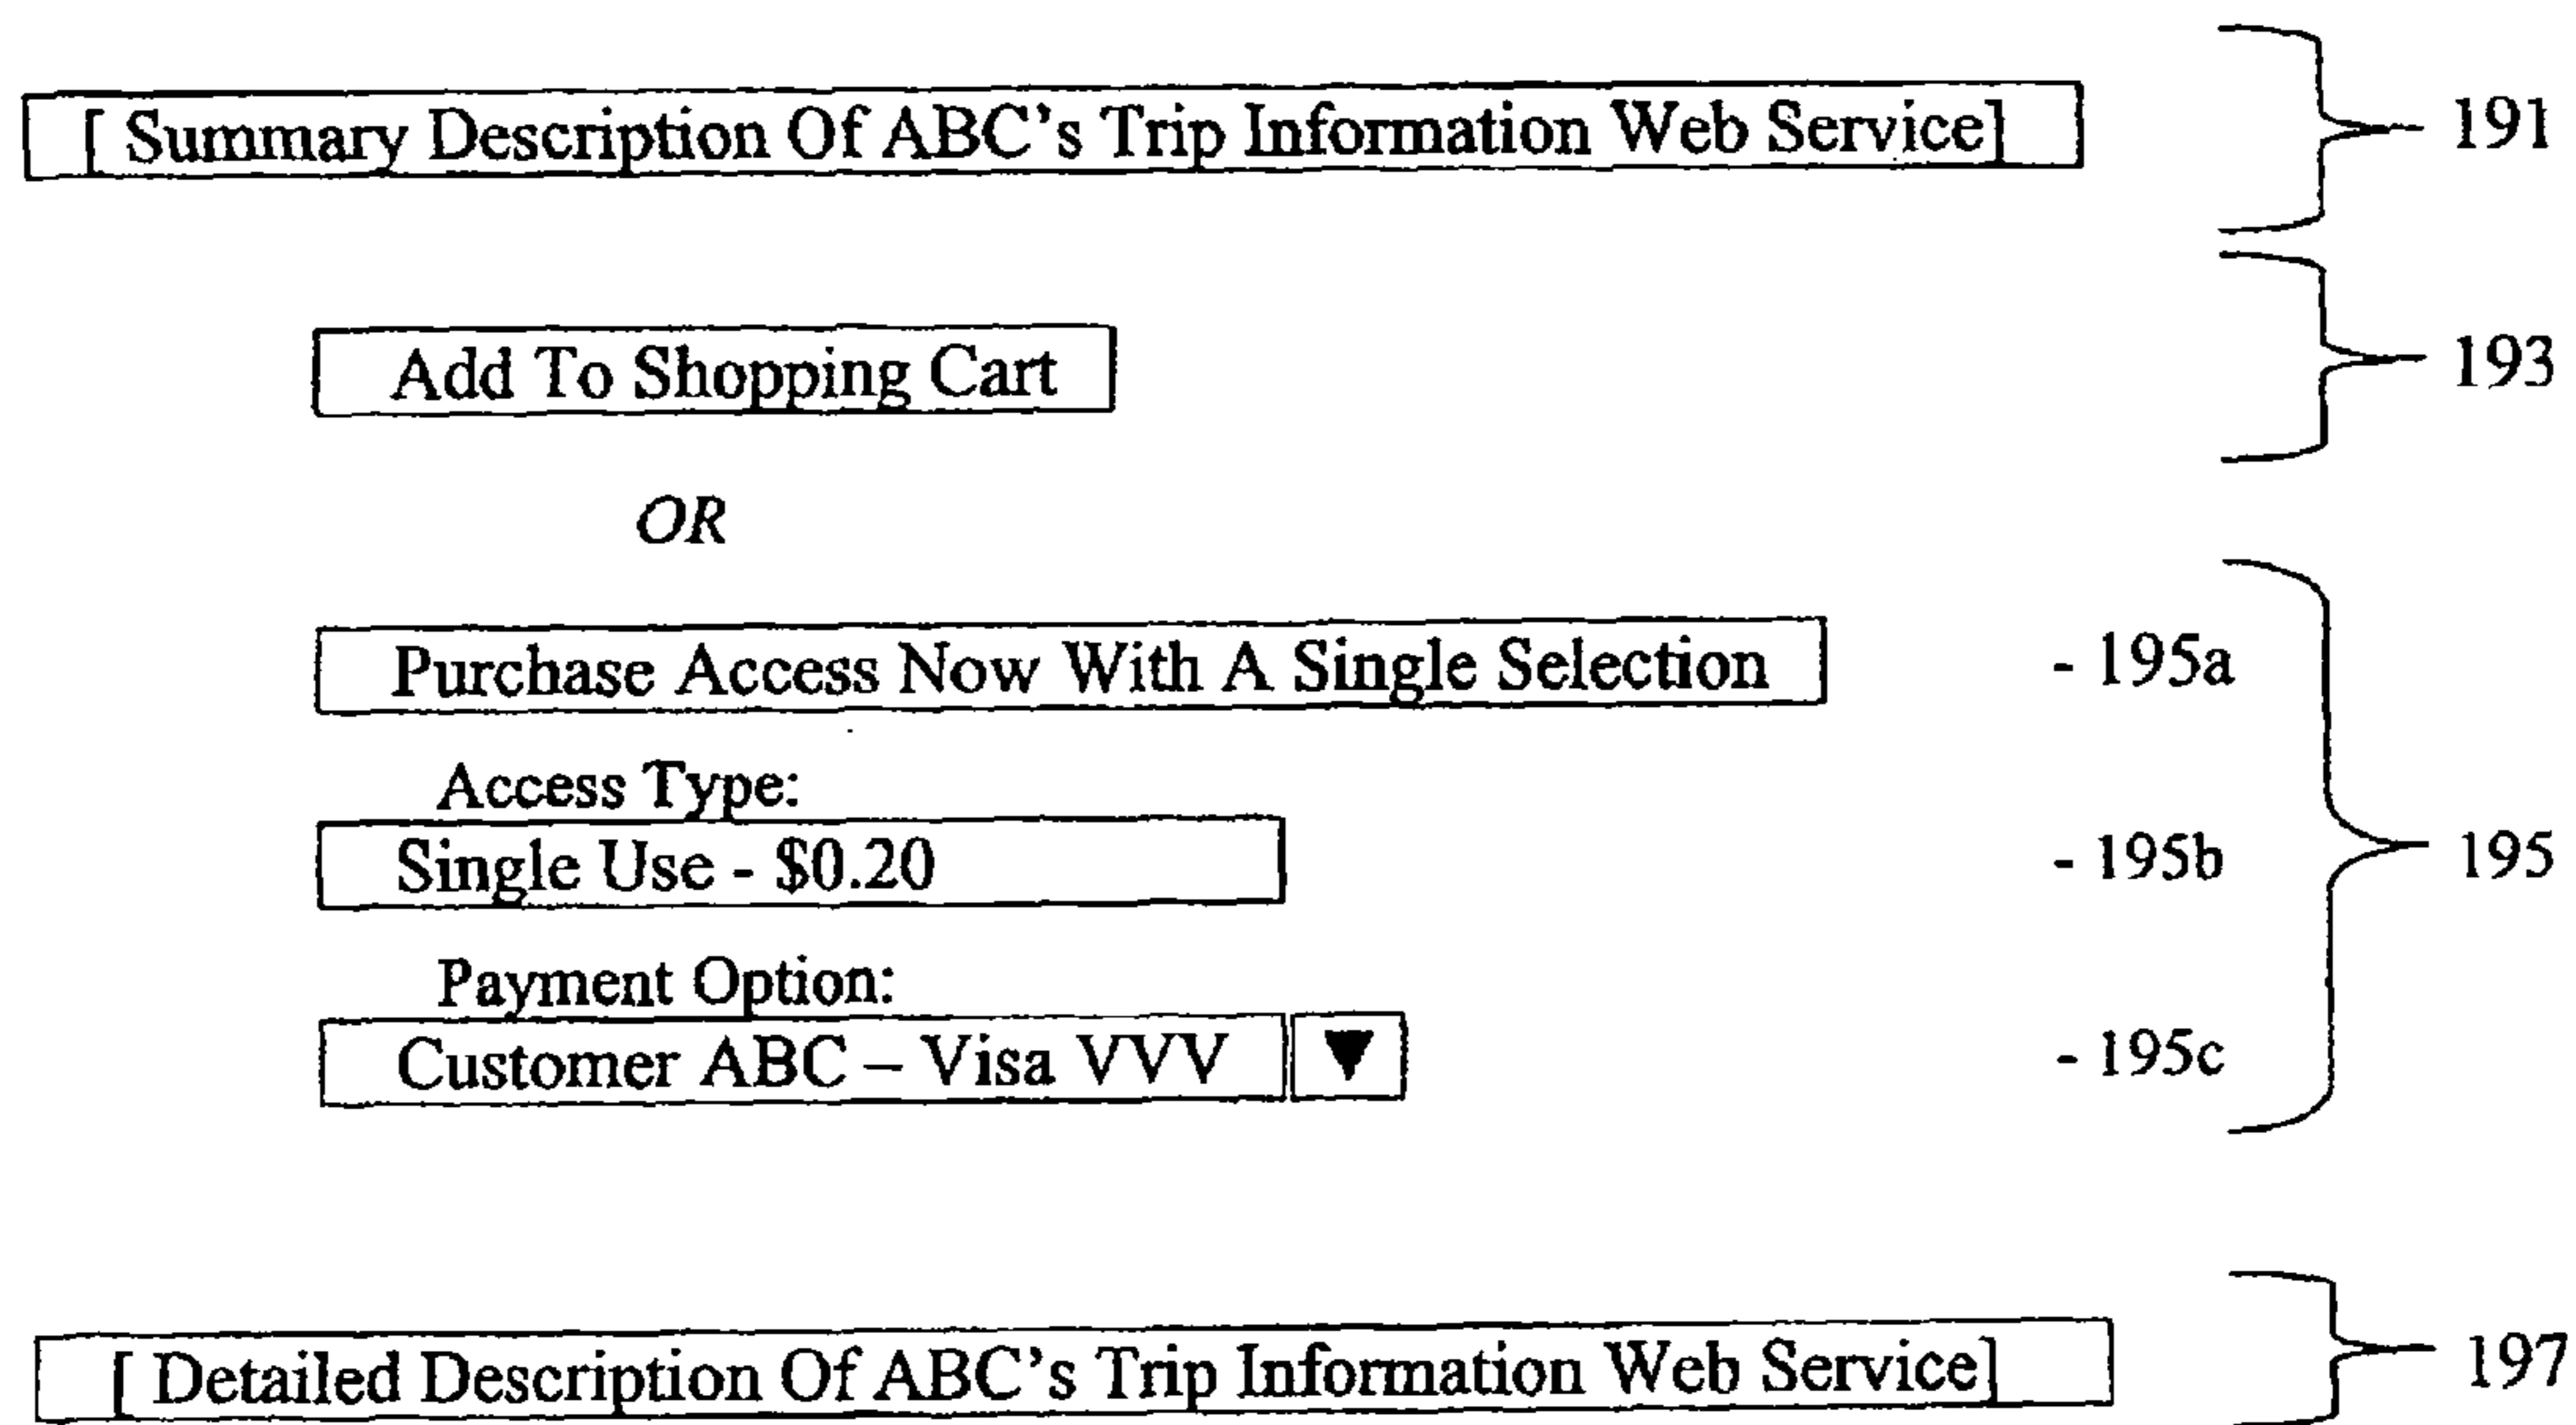 [ Summary Description Of ABC's Trip Information Web Service] 191
Add To Shopping Cart 193
OR
Purchase Access Now With A Single Selection - 195a
Access Type:
Single Use - $0.20 - 195b 195
Payment Option:
Customer ABC – Visa VVV ▼ - 195c
[ Detailed Description Of ABC's Trip Information Web Service] 197